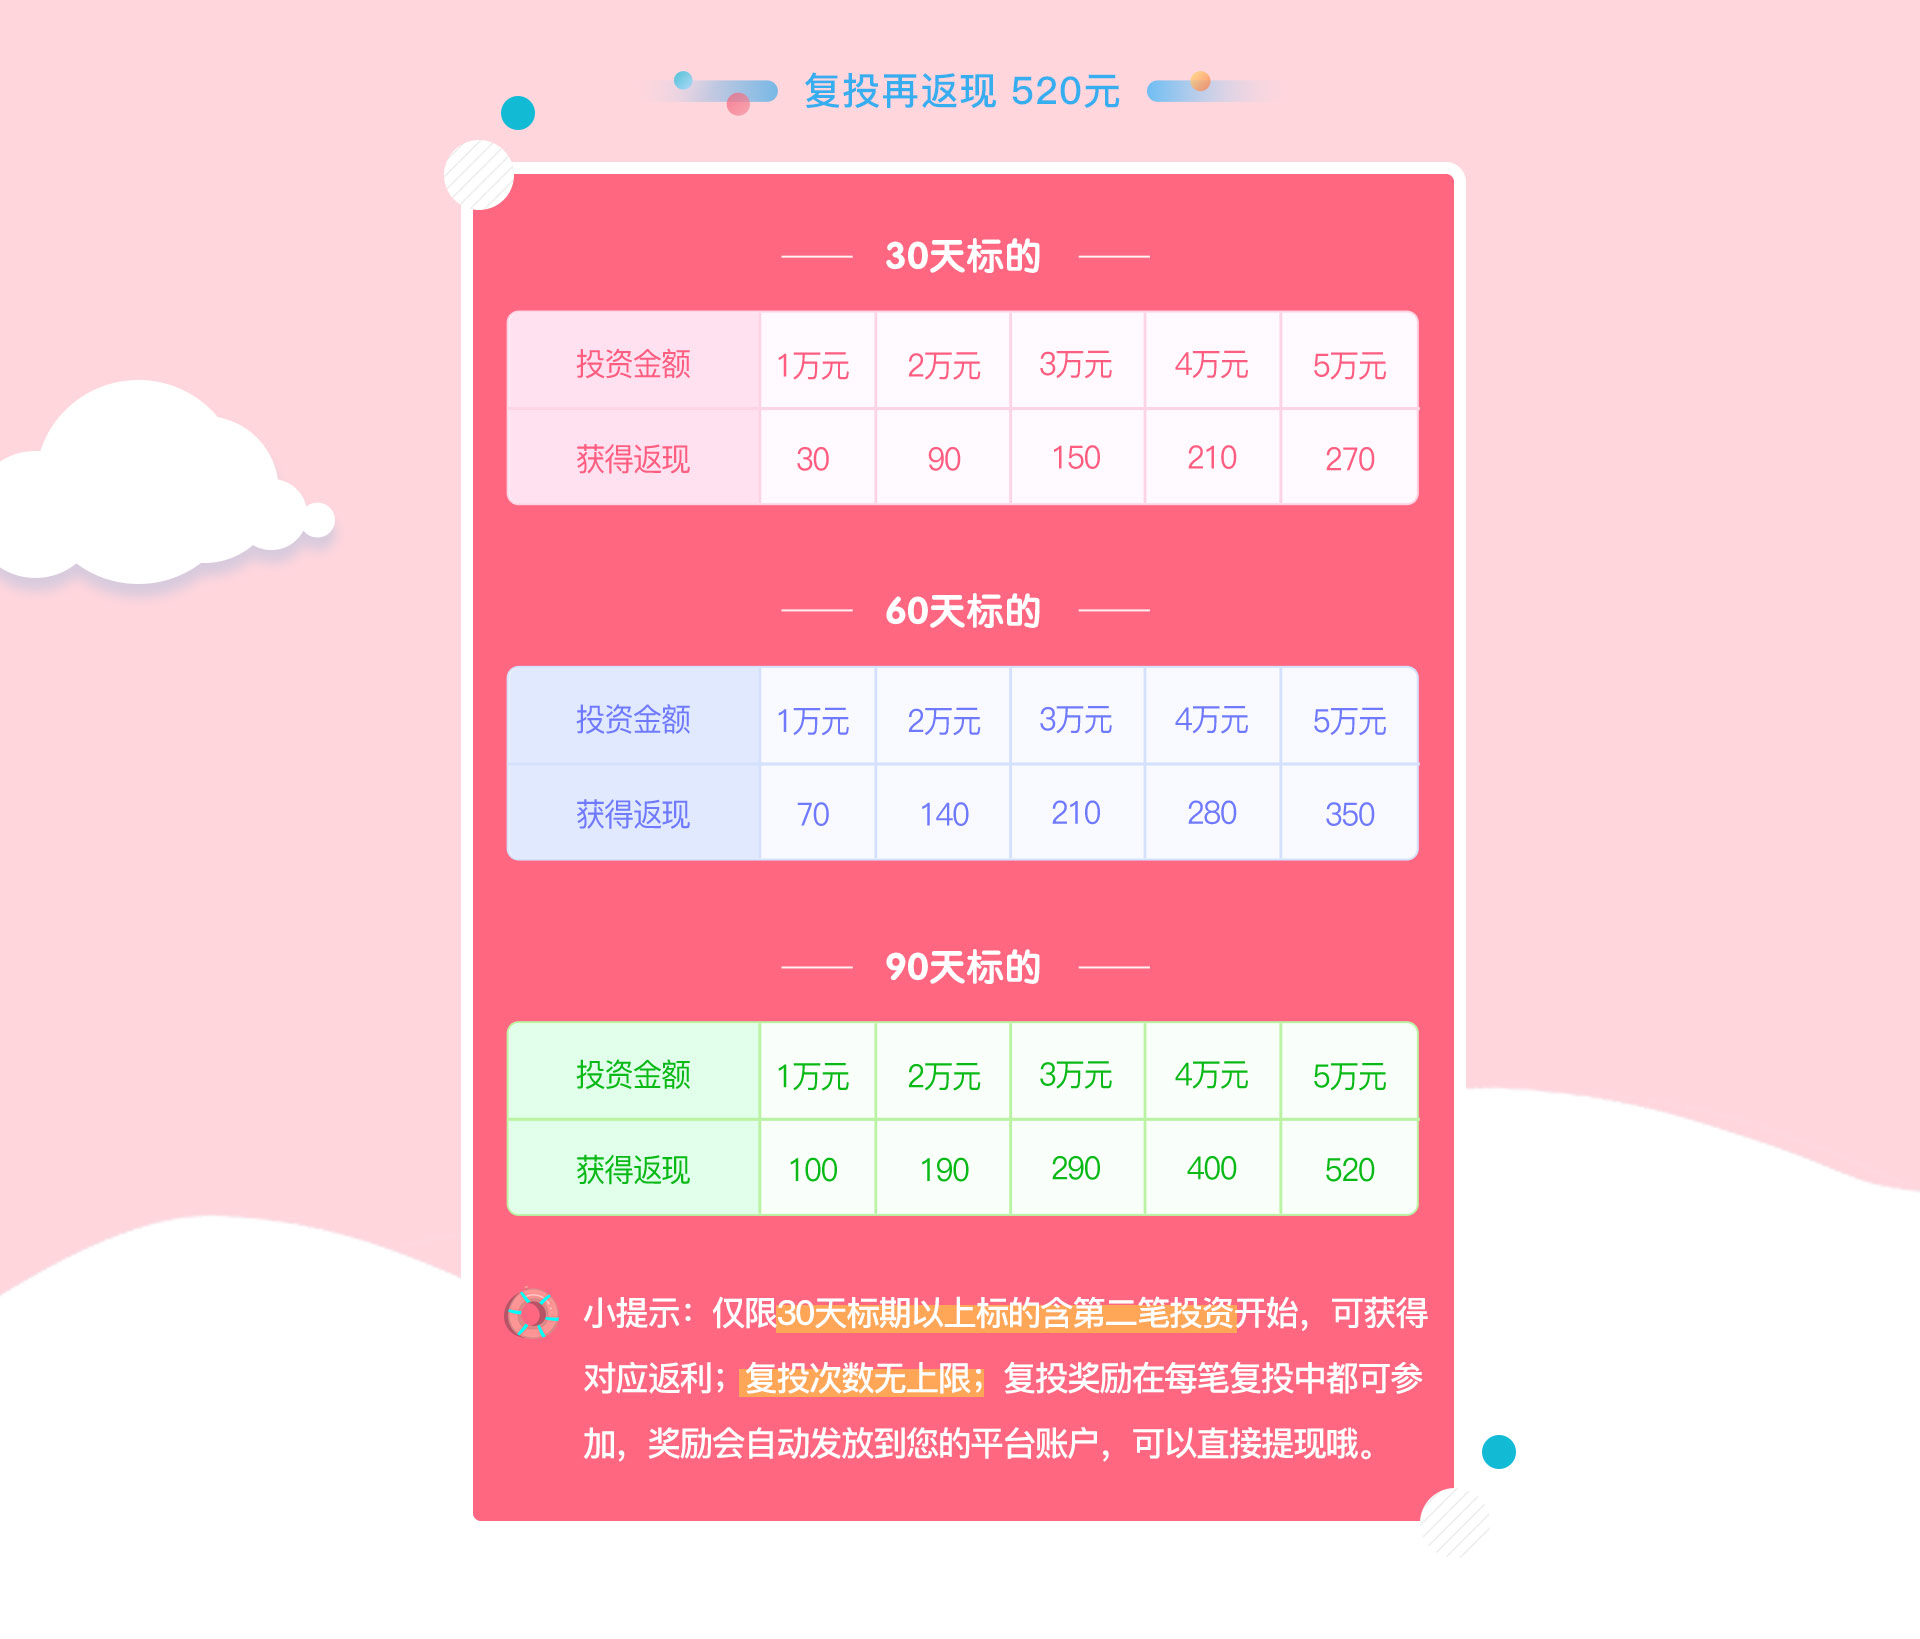 复投再返现 520元
30天标的
投资金额 1万元 2万元 3万元 4万元 5万元
获得返现 30 90 150 210 270
60天标的
投资金额 1万元 2万元 3万元 4万元 5万元
获得返现 70 140 210 280 350
90天标的
投资金额 1万元 2万元 3万元 4万元 5万元
获得返现 100 190 290 400 520
小提示：仅限30天标期以上标的含第二笔投资开始，可获得
对应返利；复投次数无上限；复投奖励在每笔复投中都可参
加，奖励会自动发放到您的平台账户，可以直接提现哦。